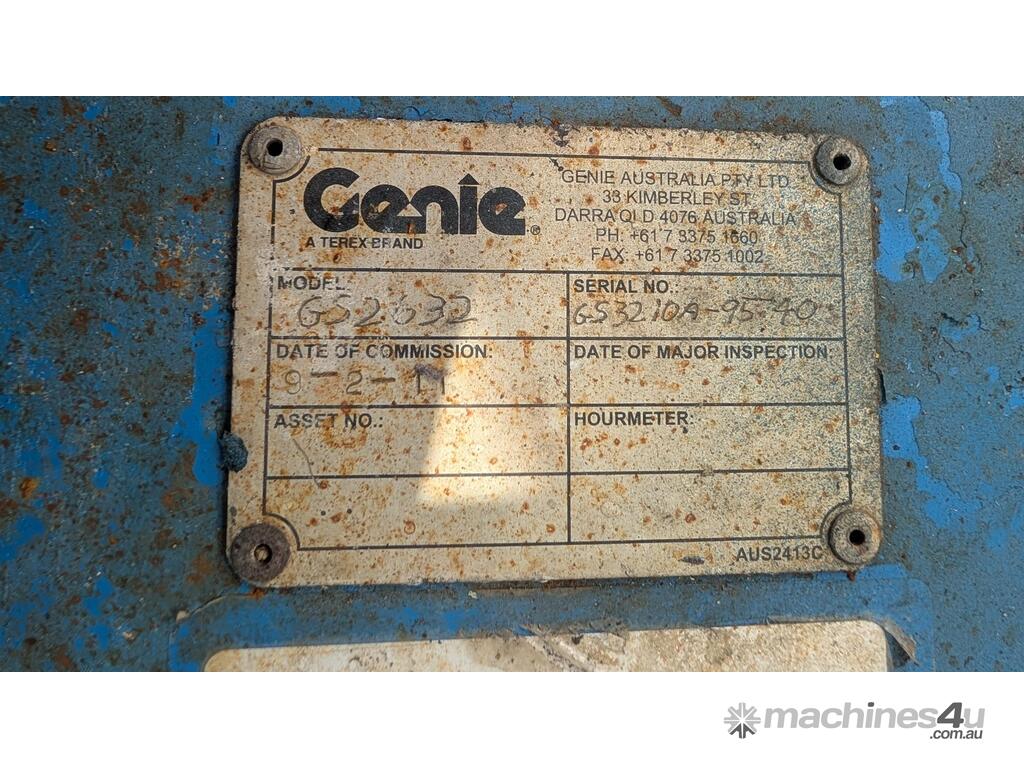 Genie
A TEREX BRAND
GENIE AUSTRALIA PTY LTD
33 KIMBERLEY ST
DARRA QLD 4076 AUSTRALIA
PH: +61 7 3375 1660
FAX: +61 7 3375 1002
MODEL:
GS2632
SERIAL NO.:
GS3210A-9540
DATE OF COMMISSION:
9-2-11
DATE OF MAJOR INSPECTION:
ASSET NO.:
HOURMETER:
AUS2413C
machines4u
.com.au